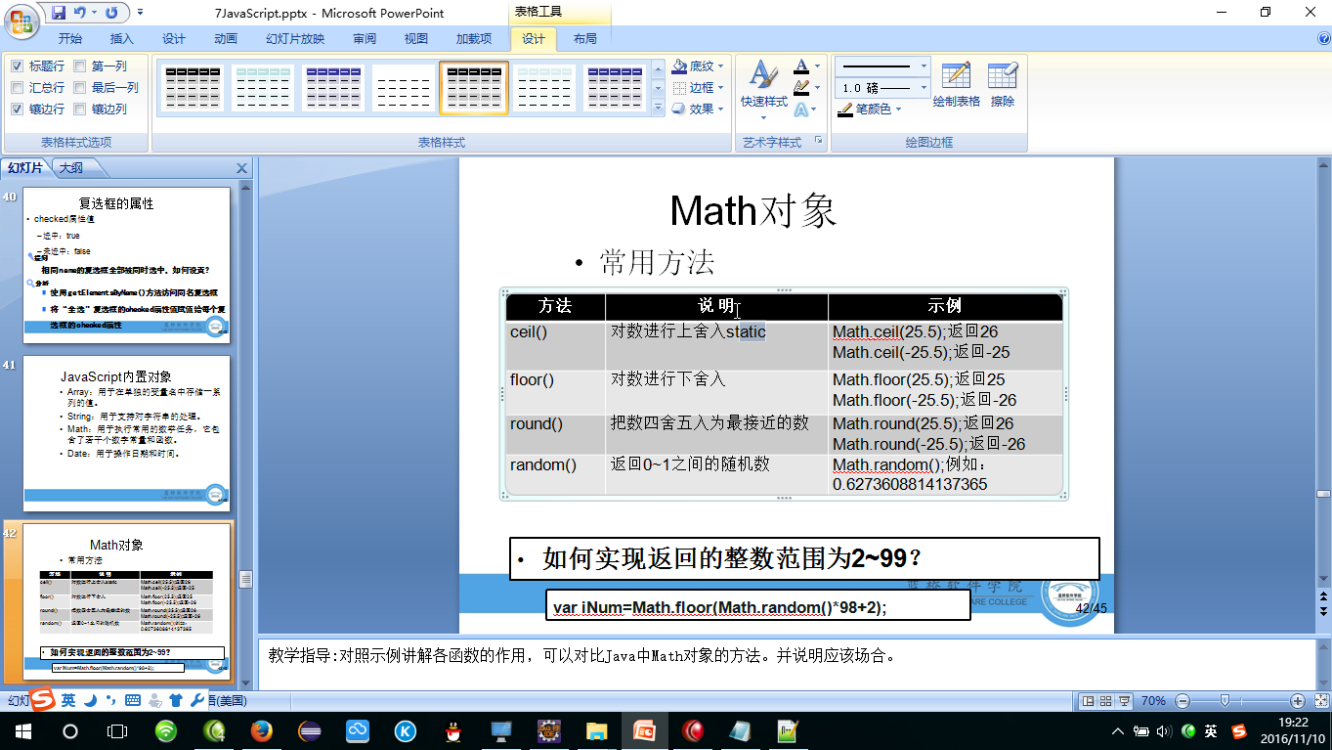 7JavaScript.pptx - Microsoft PowerPoint
表格工具
开始 插入 设计 动画 幻灯片放映 审阅 视图 加载项 设计 布局
标题行 第一列
汇总行 最后一列
镶边行 镶边列
表格样式选项
表格样式
底纹
边框
效果
快速样式
艺术字样式
1.0 磅
笔颜色
绘制表格
擦除
绘图边框
幻灯片 大纲
40
复选框的属性
• checked属性值
–选中：true
–未选中：false
相同name的复选框全部被同时选中，如何设置？
分析
使用getElementsByName()方法访问同名复选框
将“全选”复选框的checked属性值赋值给每个复
选框的checked属性
41
JavaScript内置对象
• Array：用于在单独的变量名中存储一系
列的值。
• String：用于支持对字符串的处理。
• Math：用于执行常用的数学任务，它包
含了若干个数字常量和函数。
• Date：用于操作日期和时间。
42
Math对象
• 常用方法
• 如何实现返回的整数范围为2~99？
var iNum=Math.floor(Math.random()*98+2);
Math对象
• 常用方法
方法 说明 示例
ceil() 对数进行上舍入static Math.ceil(25.5);返回26
Math.ceil(-25.5);返回-25
floor() 对数进行下舍入 Math.floor(25.5);返回25
Math.floor(-25.5);返回-26
round() 把数四舍五入为最接近的数 Math.round(25.5);返回26
Math.round(-25.5);返回-26
random() 返回0~1之间的随机数 Math.random();例如：
0.6273608814137365
• 如何实现返回的整数范围为2~99？
var iNum=Math.floor(Math.random()*98+2);
ARE COLLEGE
42/45
教学指导:对照示例讲解各函数的作用，可以对比Java中Math对象的方法。并说明应该场合。
幻灯
英
语(美国)
70%
英
19:22
2016/11/10